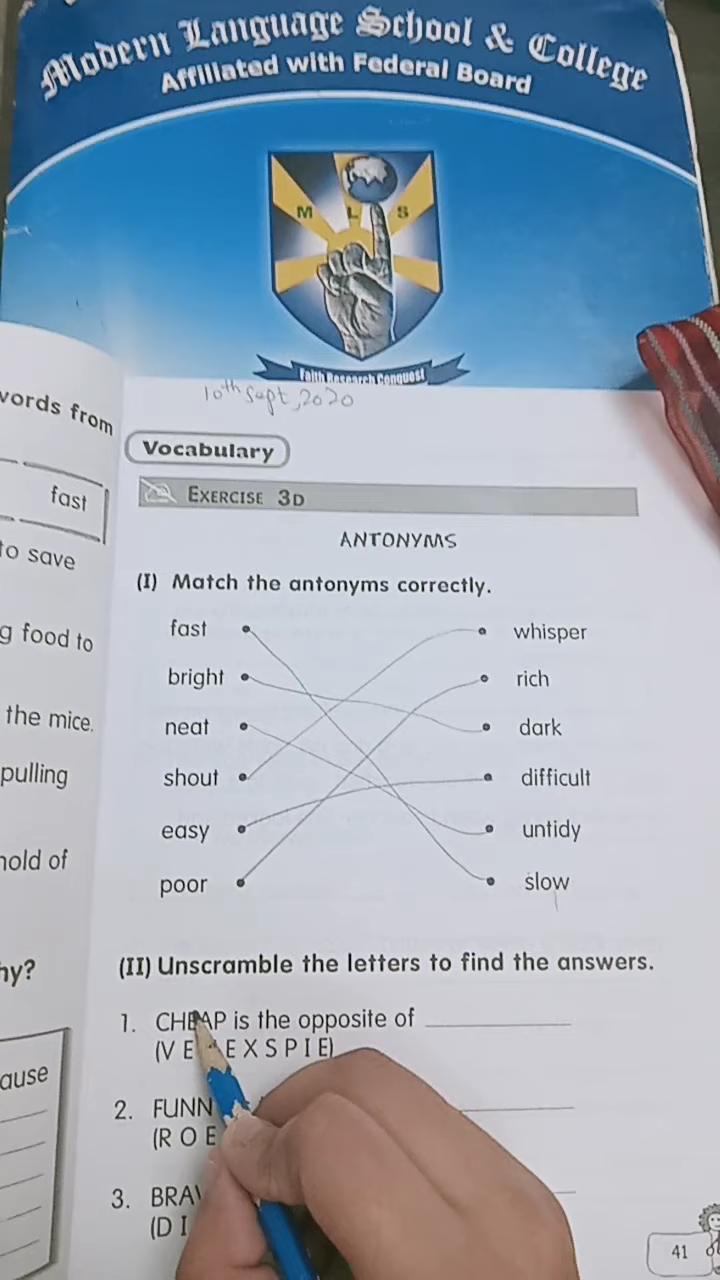 Modern Language School & College
Affiliated with Federal Board
M L S
Faith Research Conquest
10th Sept, 2020
words from
fast
to save
g food to
the mice.
pulling
hold of
hy?
ause
Vocabulary
EXERCISE 3D
ANTONYMS
(I) Match the antonyms correctly.
fast whisper
bright rich
neat dark
shout difficult
easy untidy
poor slow
(II) Unscramble the letters to find the answers.
1. CHEAP is the opposite of
(V E E X S P I E)
2. FUNN
(R O E
3. BRAV
(D I
41